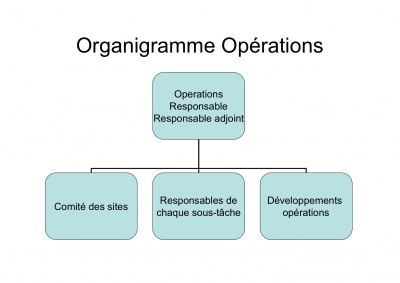 Organigramme Opérations
Operations
Responsable
Responsable adjoint
Comité des sites
Responsables de
chaque sous-tâche
Développements
opérations